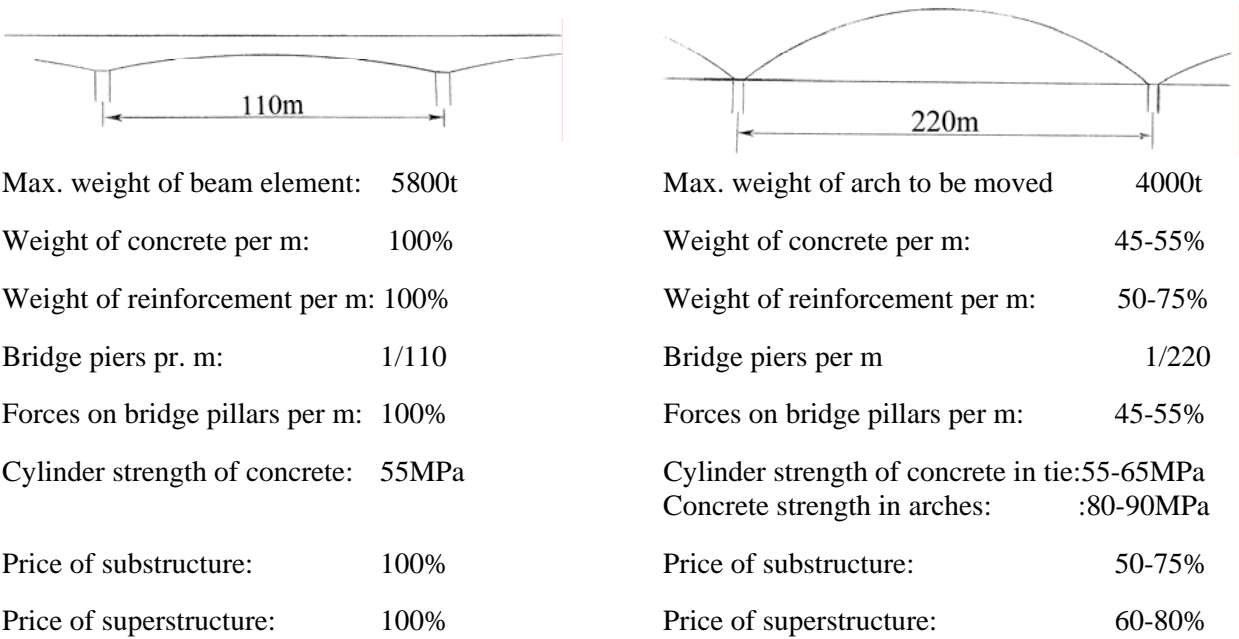 110m 220m
Max. weight of beam element: 5800t Max. weight of arch to be moved 4000t
Weight of concrete per m: 100% Weight of concrete per m: 45-55%
Weight of reinforcement per m: 100% Weight of reinforcement per m: 50-75%
Bridge piers pr. m: 1/110 Bridge piers per m 1/220
Forces on bridge pillars per m: 100% Forces on bridge pillars per m: 45-55%
Cylinder strength of concrete: 55MPa Cylinder strength of concrete in tie:55-65MPa
Concrete strength in arches: :80-90MPa
Price of substructure: 100% Price of substructure: 50-75%
Price of superstructure: 100% Price of superstructure: 60-80%